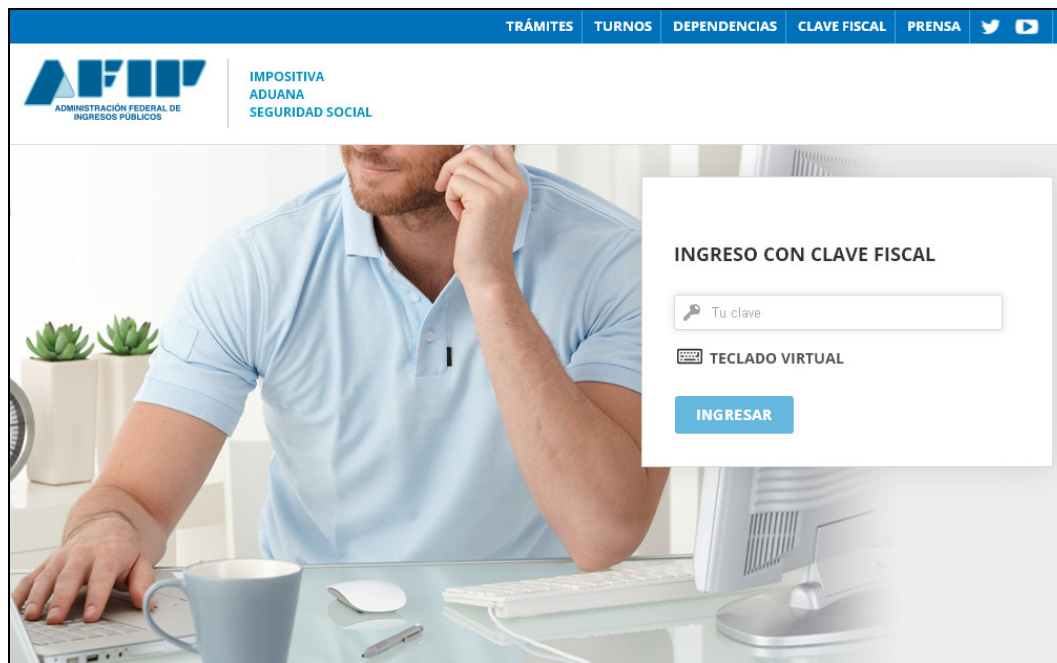 TRÁMITES
TURNOS
DEPENDENCIAS
CLAVE FISCAL
PRENSA
AFIP
ADMINISTRACIÓN FEDERAL DE
INGRESOS PÚBLICOS
IMPOSITIVA
ADUANA
SEGURIDAD SOCIAL
INGRESO CON CLAVE FISCAL
Tu clave
TECLADO VIRTUAL
INGRESAR